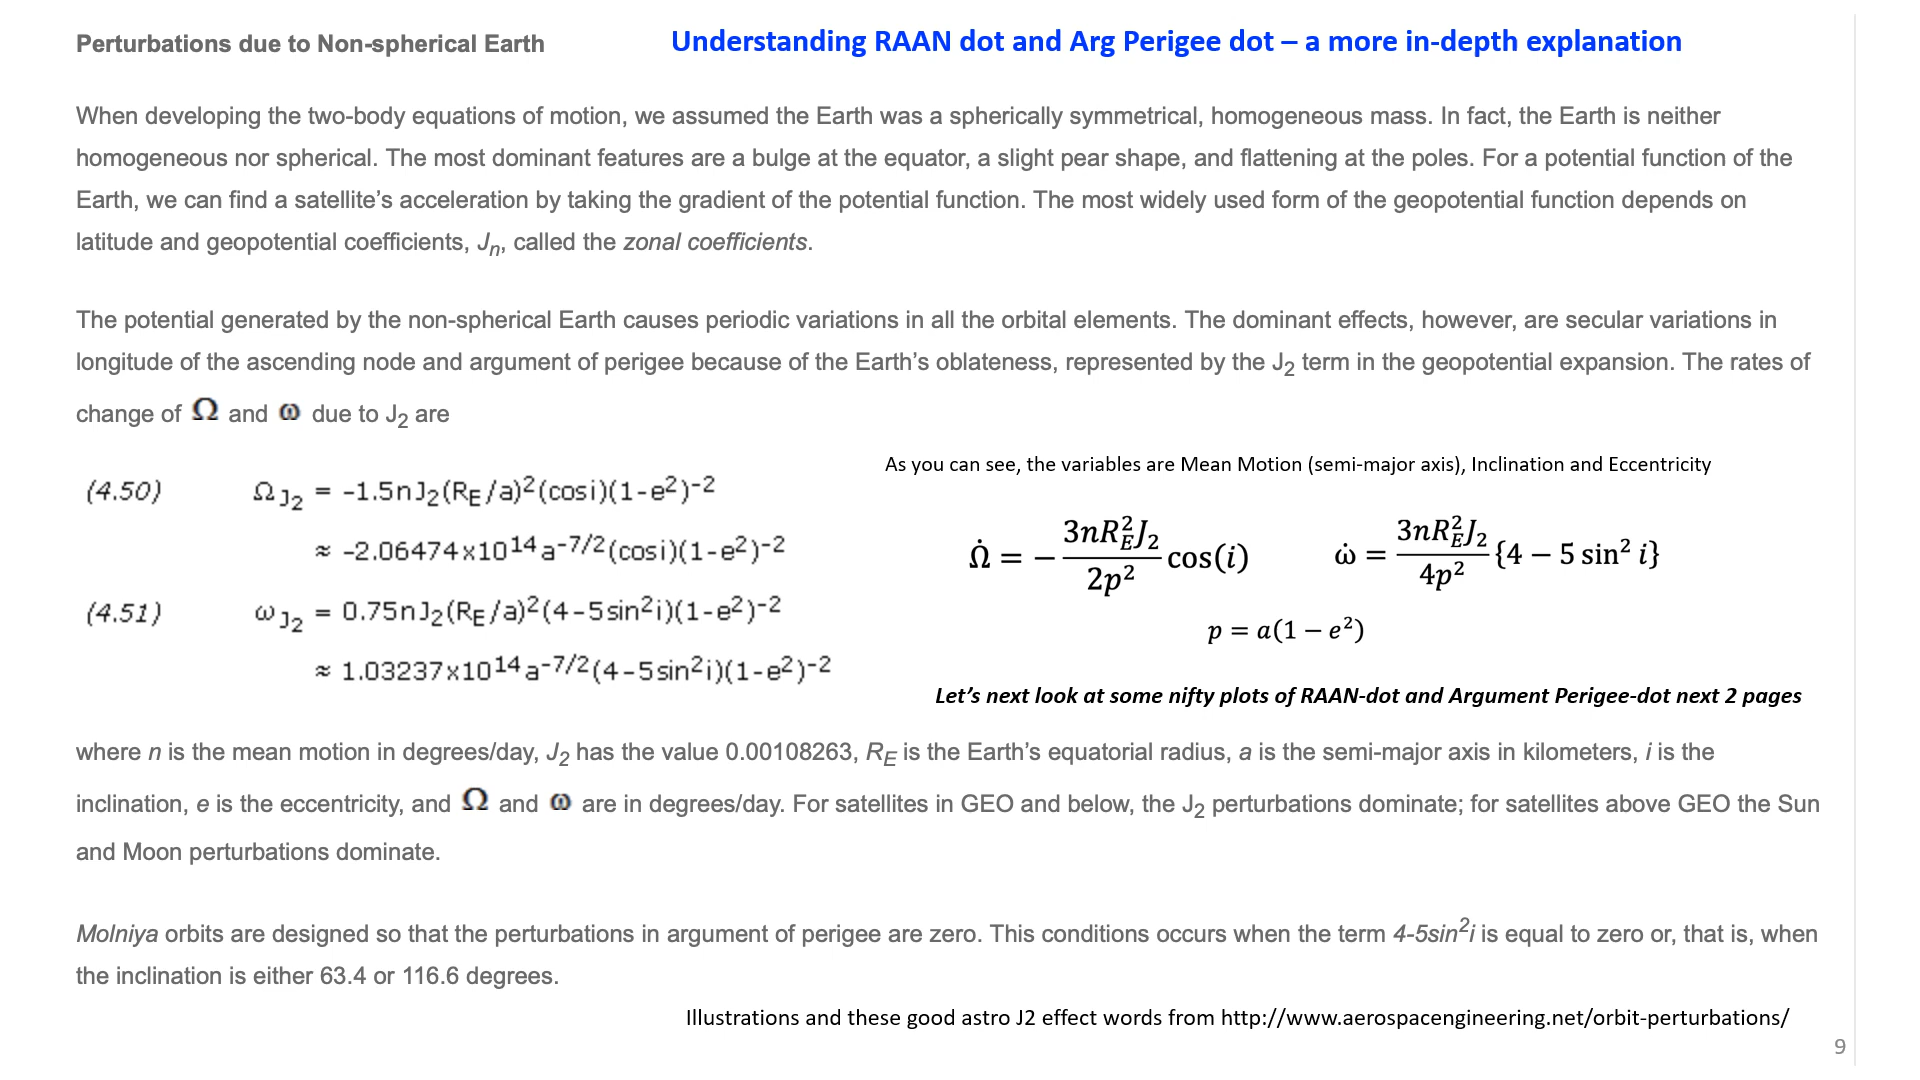 Perturbations due to Non-spherical Earth
Understanding RAAN dot and Arg Perigee dot – a more in-depth explanation
When developing the two-body equations of motion, we assumed the Earth was a spherically symmetrical, homogeneous mass. In fact, the Earth is neither
homogeneous nor spherical. The most dominant features are a bulge at the equator, a slight pear shape, and flattening at the poles. For a potential function of the
Earth, we can find a satellite’s acceleration by taking the gradient of the potential function. The most widely used form of the geopotential function depends on
latitude and geopotential coefficients, Jₙ, called the zonal coefficients.
The potential generated by the non-spherical Earth causes periodic variations in all the orbital elements. The dominant effects, however, are secular variations in
longitude of the ascending node and argument of perigee because of the Earth’s oblateness, represented by the J₂ term in the geopotential expansion. The rates of
change of Ω and ω due to J₂ are
(4.50) Ω_J₂ = -1.5nJ₂(R_E/a)²(cosi)(1-e²)⁻²
≈ -2.06474x10¹⁴a⁻⁷/²(cosi)(1-e²)⁻²
(4.51) ω_J₂ = 0.75nJ₂(R_E/a)²(4-5sin²i)(1-e²)⁻²
≈ 1.03237x10¹⁴a⁻⁷/²(4-5sin²i)(1-e²)⁻²
As you can see, the variables are Mean Motion (semi-major axis), Inclination and Eccentricity
Ω̇ = − 3nR_E²J₂ / 2p² cos(i) ω̇ = 3nR_E²J₂ / 4p² {4 − 5 sin² i}
p = a(1 − e²)
Let’s next look at some nifty plots of RAAN-dot and Argument Perigee-dot next 2 pages
where n is the mean motion in degrees/day, J₂ has the value 0.00108263, R_E is the Earth’s equatorial radius, a is the semi-major axis in kilometers, i is the
inclination, e is the eccentricity, and Ω and ω are in degrees/day. For satellites in GEO and below, the J₂ perturbations dominate; for satellites above GEO the Sun
and Moon perturbations dominate.
Molniya orbits are designed so that the perturbations in argument of perigee are zero. This conditions occurs when the term 4-5sin²i is equal to zero or, that is, when
the inclination is either 63.4 or 116.6 degrees.
Illustrations and these good astro J2 effect words from http://www.aerospacengineering.net/orbit-perturbations/
9